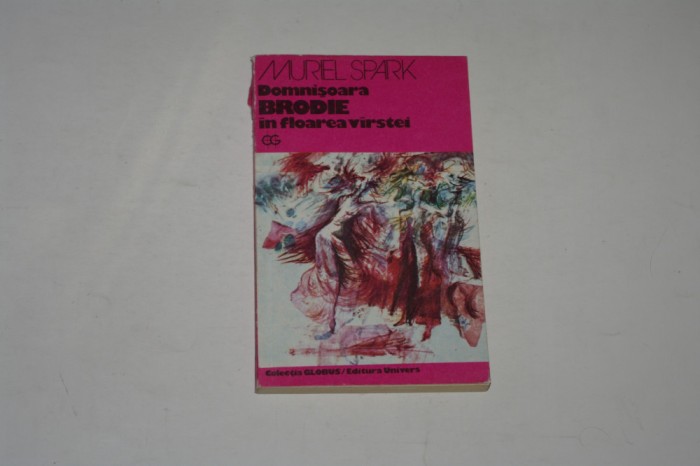 MURIEL SPARK
Domnişoara
BRODIE
în floarea vîrstei
GG
Colecţia GLOBUS/Editura Univers